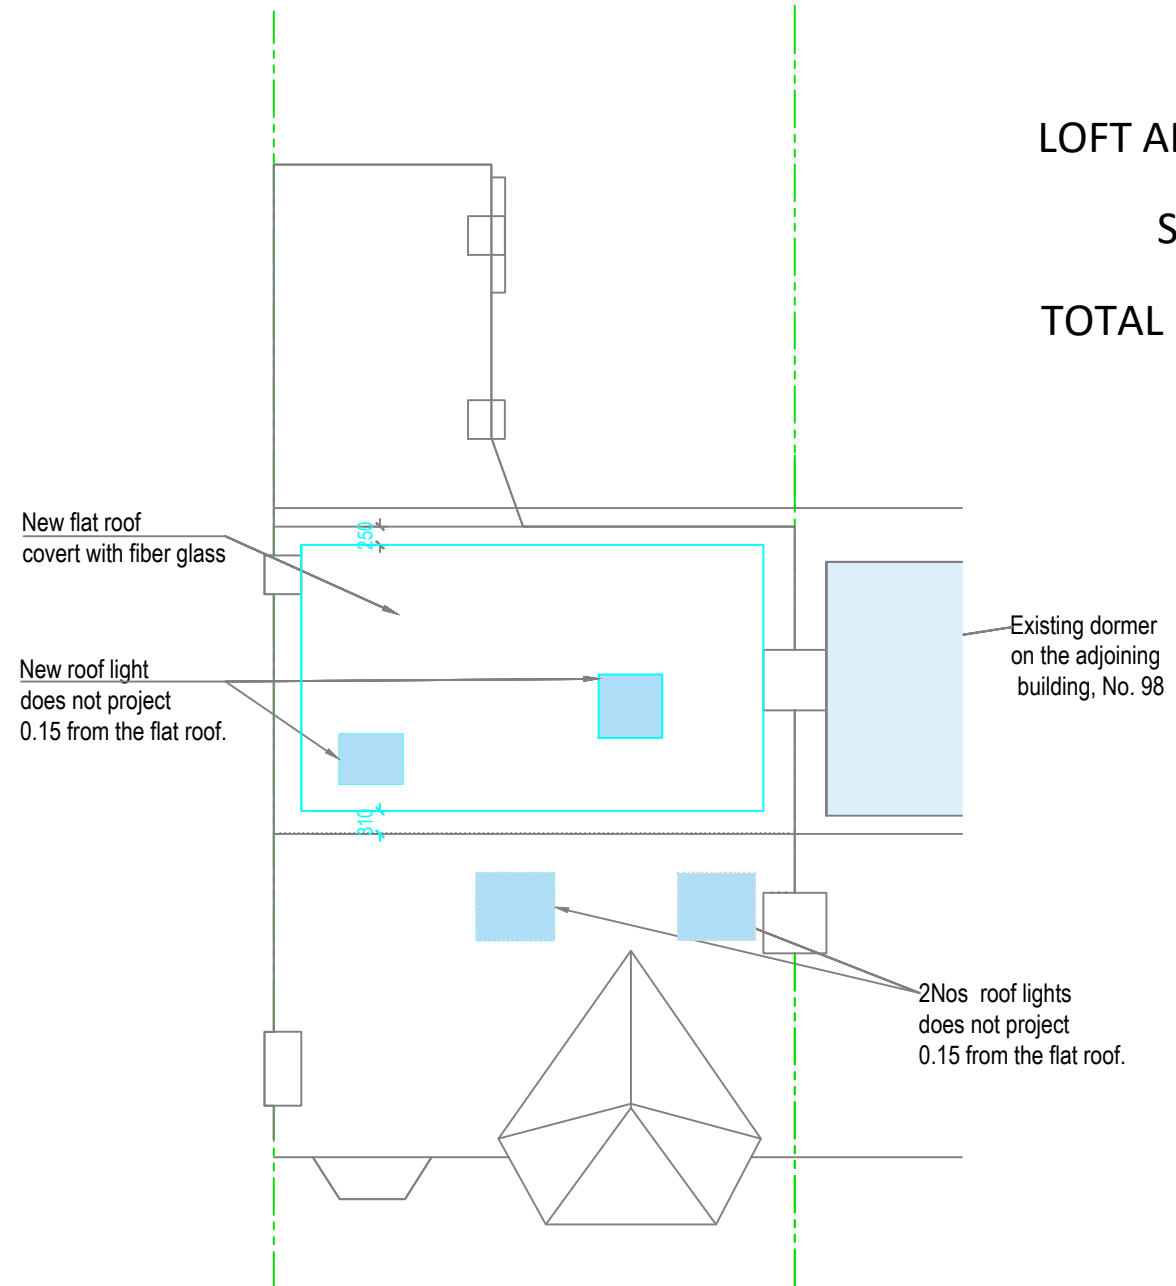 LOFT
S
TOTAL
New flat roof
covert with fiber glass
250
New roof light
does not project
0.15 from the flat roof.
Existing dormer
on the adjoining
building, No. 98
310
2Nos roof lights
does not project
0.15 from the flat roof.